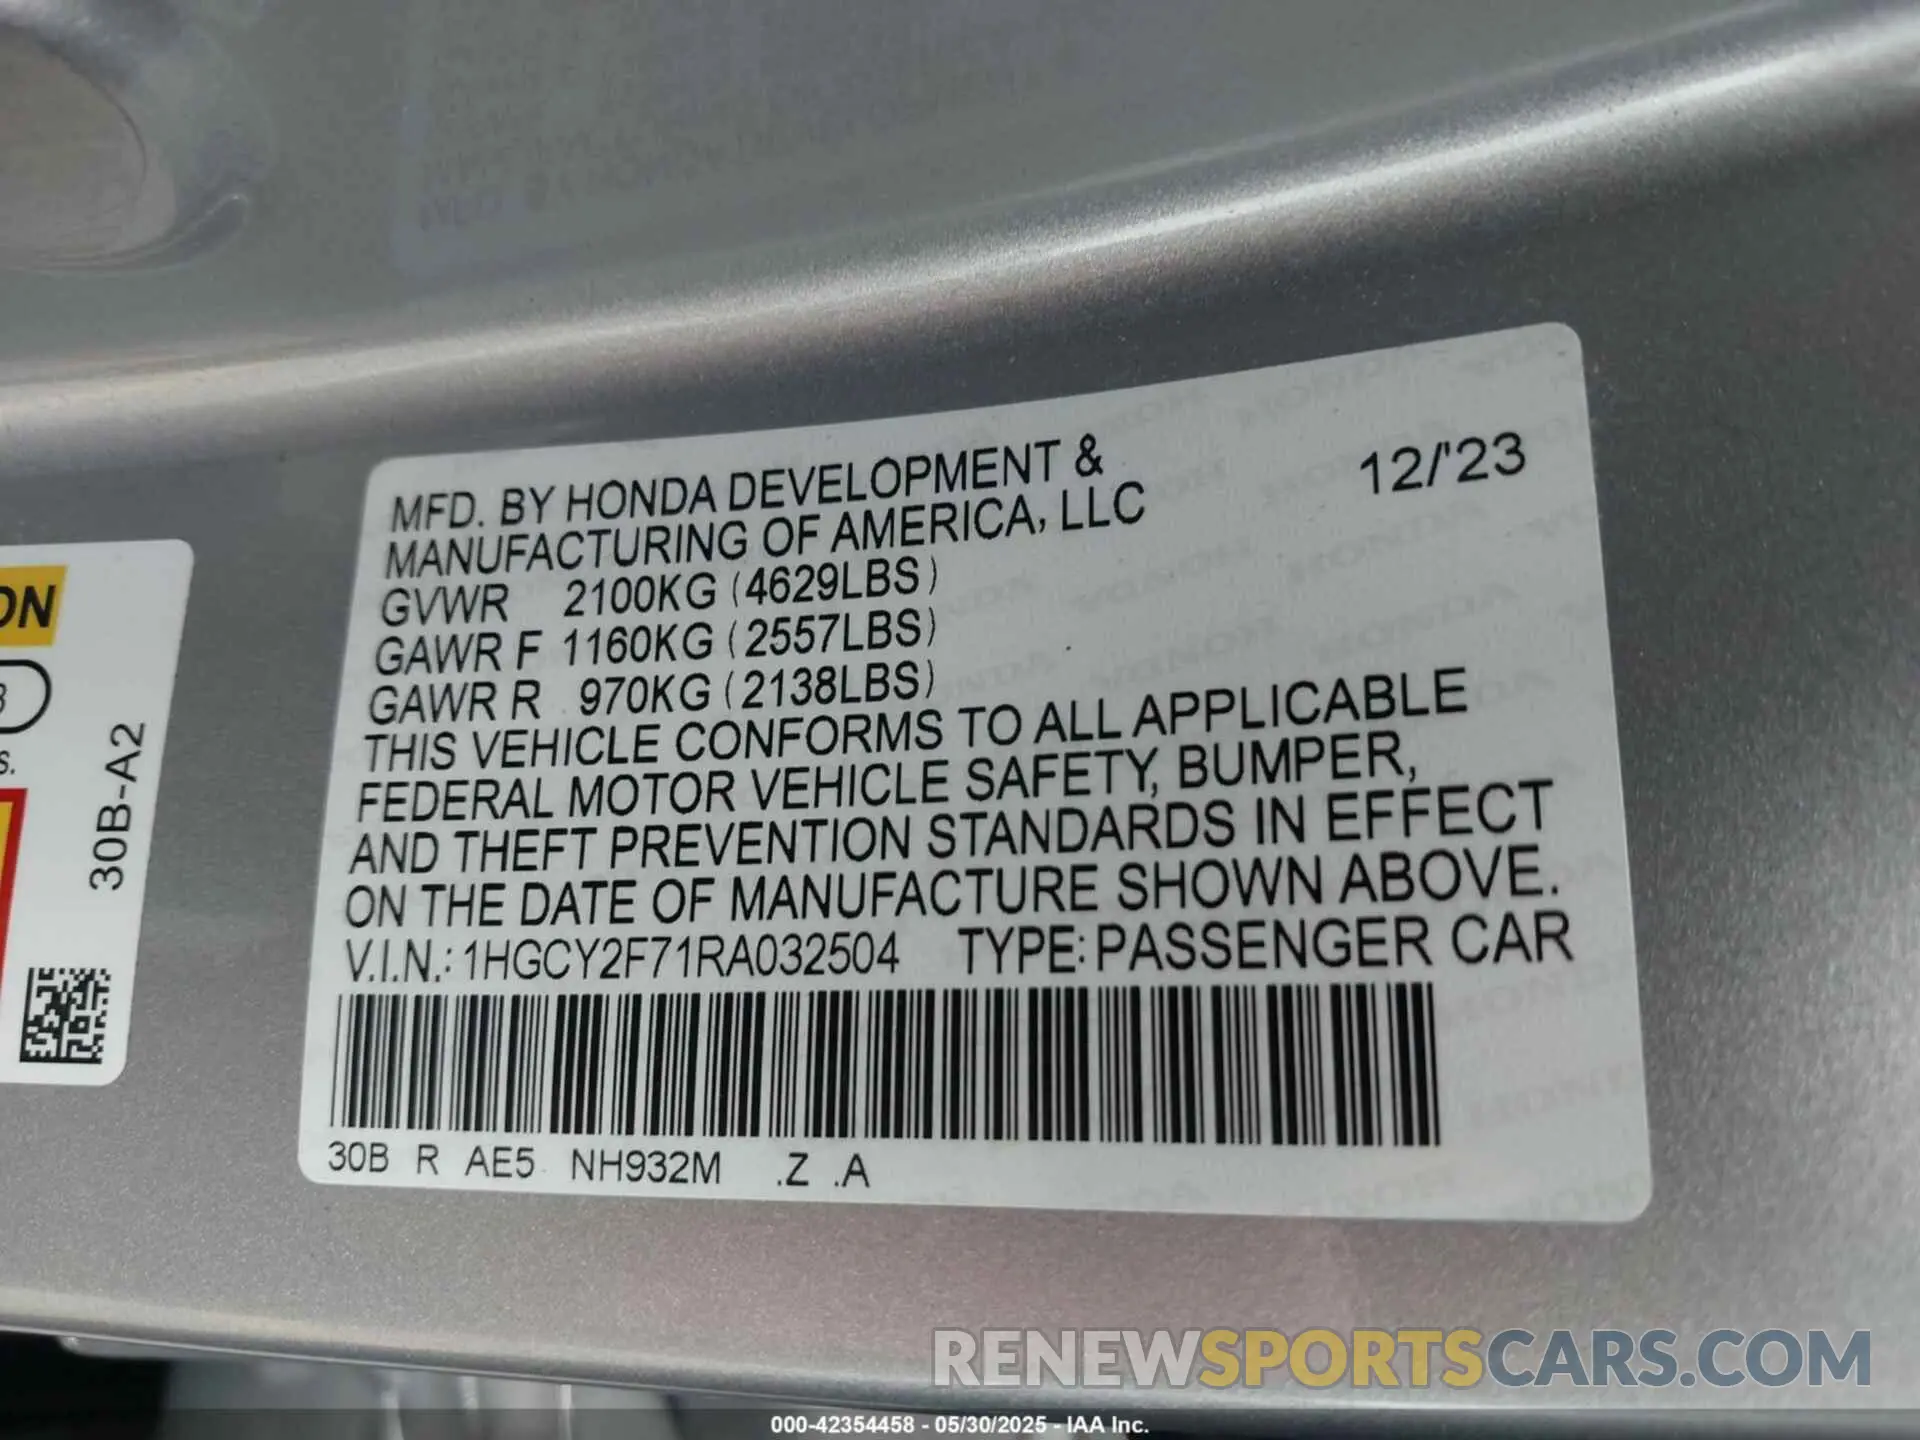 MFD. BY HONDA DEVELOPMENT &
MANUFACTURING OF AMERICA, LLC
12/'23
GVWR 2100KG (4629LBS)
GAWR F 1160KG (2557LBS)
GAWR R 970KG (2138LBS)
THIS VEHICLE CONFORMS TO ALL APPLICABLE
FEDERAL MOTOR VEHICLE SAFETY, BUMPER,
AND THEFT PREVENTION STANDARDS IN EFFECT
ON THE DATE OF MANUFACTURE SHOWN ABOVE.
V.I.N.: 1HGCY2F71RA032504 TYPE: PASSENGER CAR
30B R AE5 NH932M .Z .A
30B-A2
RENEWSPORTSCARS.COM
000-42354458 - 05/30/2025 - IAA Inc.